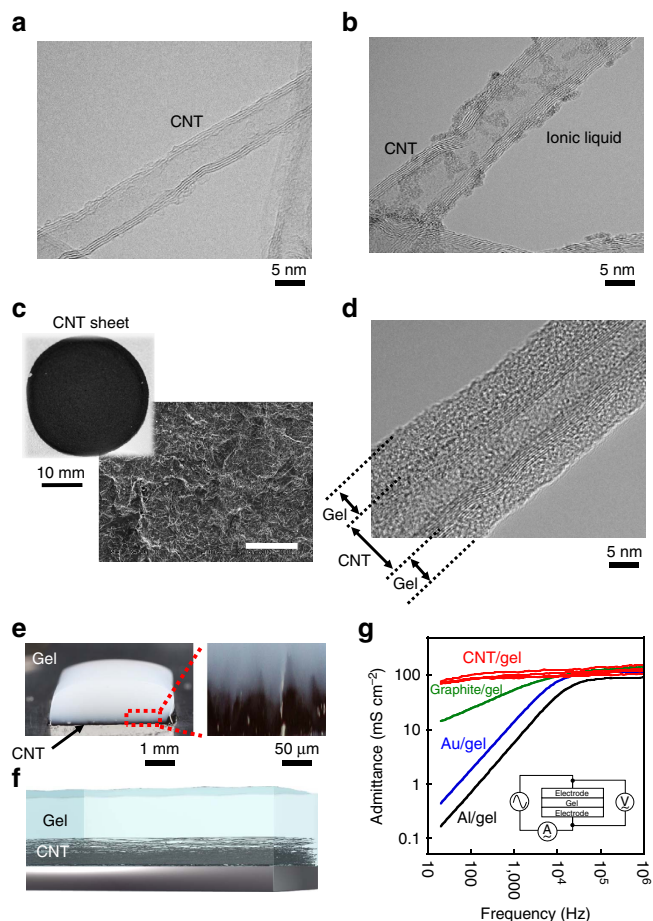 a
CNT
5 nm
b
CNT
Ionic liquid
5 nm
c
CNT sheet
10 mm
d
Gel
CNT
Gel
5 nm
e
Gel
CNT
1 mm
50 μm
f
Gel
CNT
g
Admittance (mS cm⁻²)
100
10
1
0.1
CNT/gel
Graphite/gel
Au/gel
Al/gel
Electrode
Gel
Electrode
V
A
10
100
1,000
10⁴
10⁵
10⁶
Frequency (Hz)